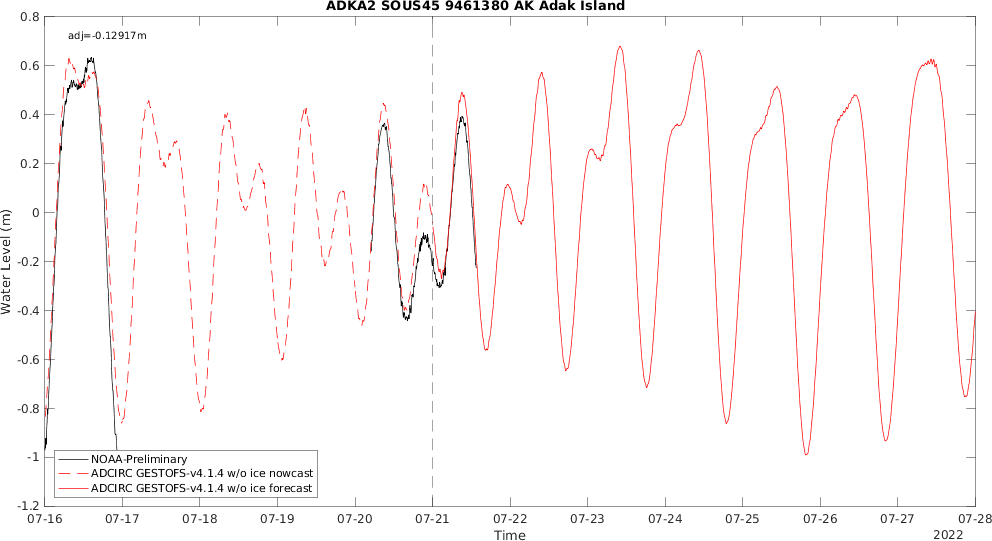 ADKA2 SOUS45 9461380 AK Adak Island
adj=-0.12917m
0.8
0.6
0.4
0.2
0
-0.2
-0.4
-0.6
-0.8
-1
-1.2
Water Level (m)
NOAA-Preliminary
ADCIRC GESTOFS-v4.1.4 w/o ice nowcast
ADCIRC GESTOFS-v4.1.4 w/o ice forecast
07-16 07-17 07-18 07-19 07-20 07-21 07-22 07-23 07-24 07-25 07-26 07-27 07-28
Time
2022